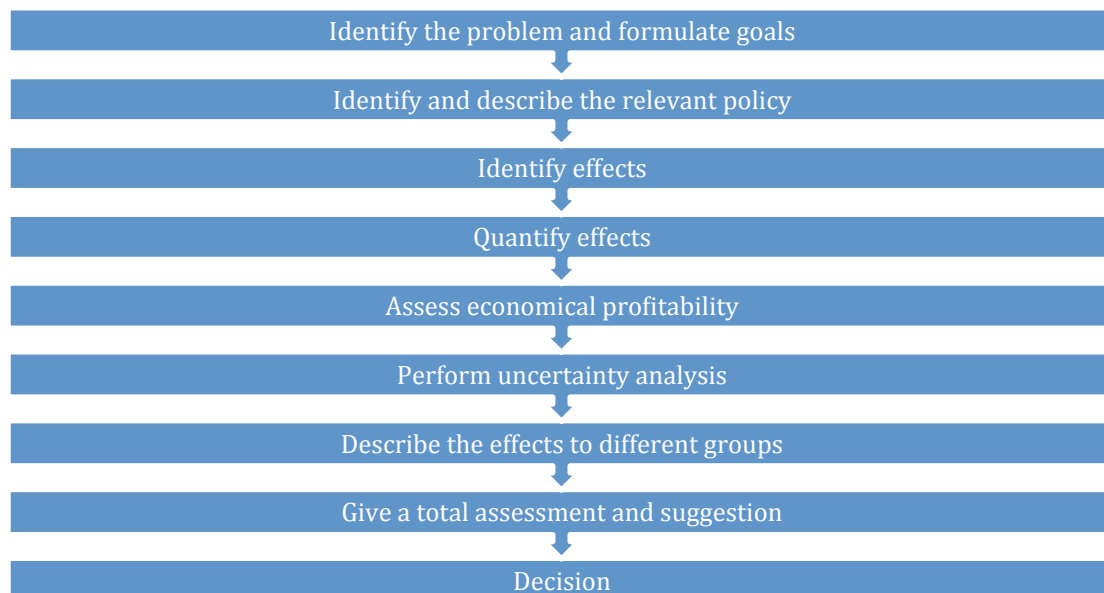 Identify the problem and formulate goals
Identify and describe the relevant policy
Identify effects
Quantify effects
Assess economical profitability
Perform uncertainty analysis
Describe the effects to different groups
Give a total assessment and suggestion
Decision